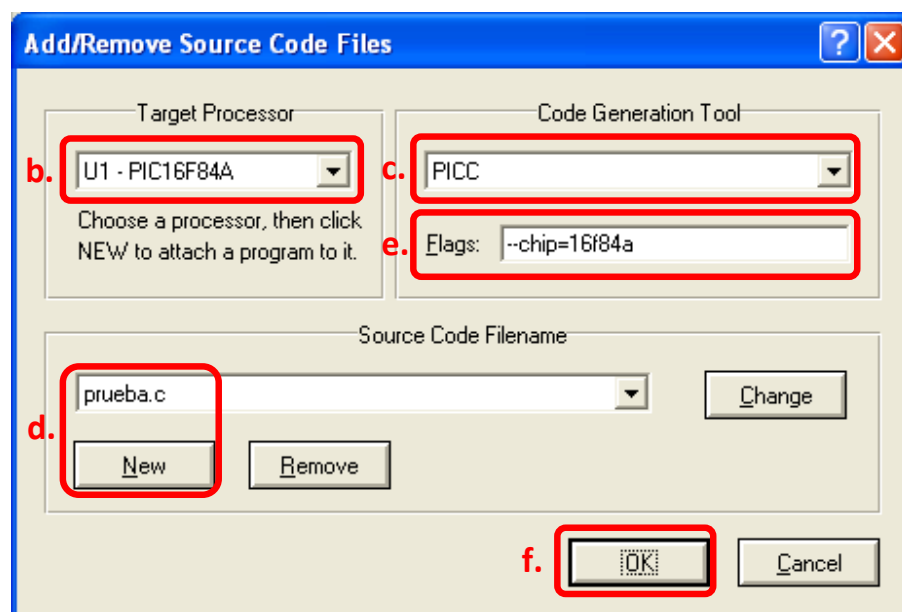 Add/Remove Source Code Files
Target Processor
Code Generation Tool
b.
U1 - PIC16F84A
c.
PICC
Choose a processor, then click
NEW to attach a program to it.
e.
Flags:
--chip=16f84a
Source Code Filename
d.
prueba.c
Change
New
Remove
f.
OK
Cancel